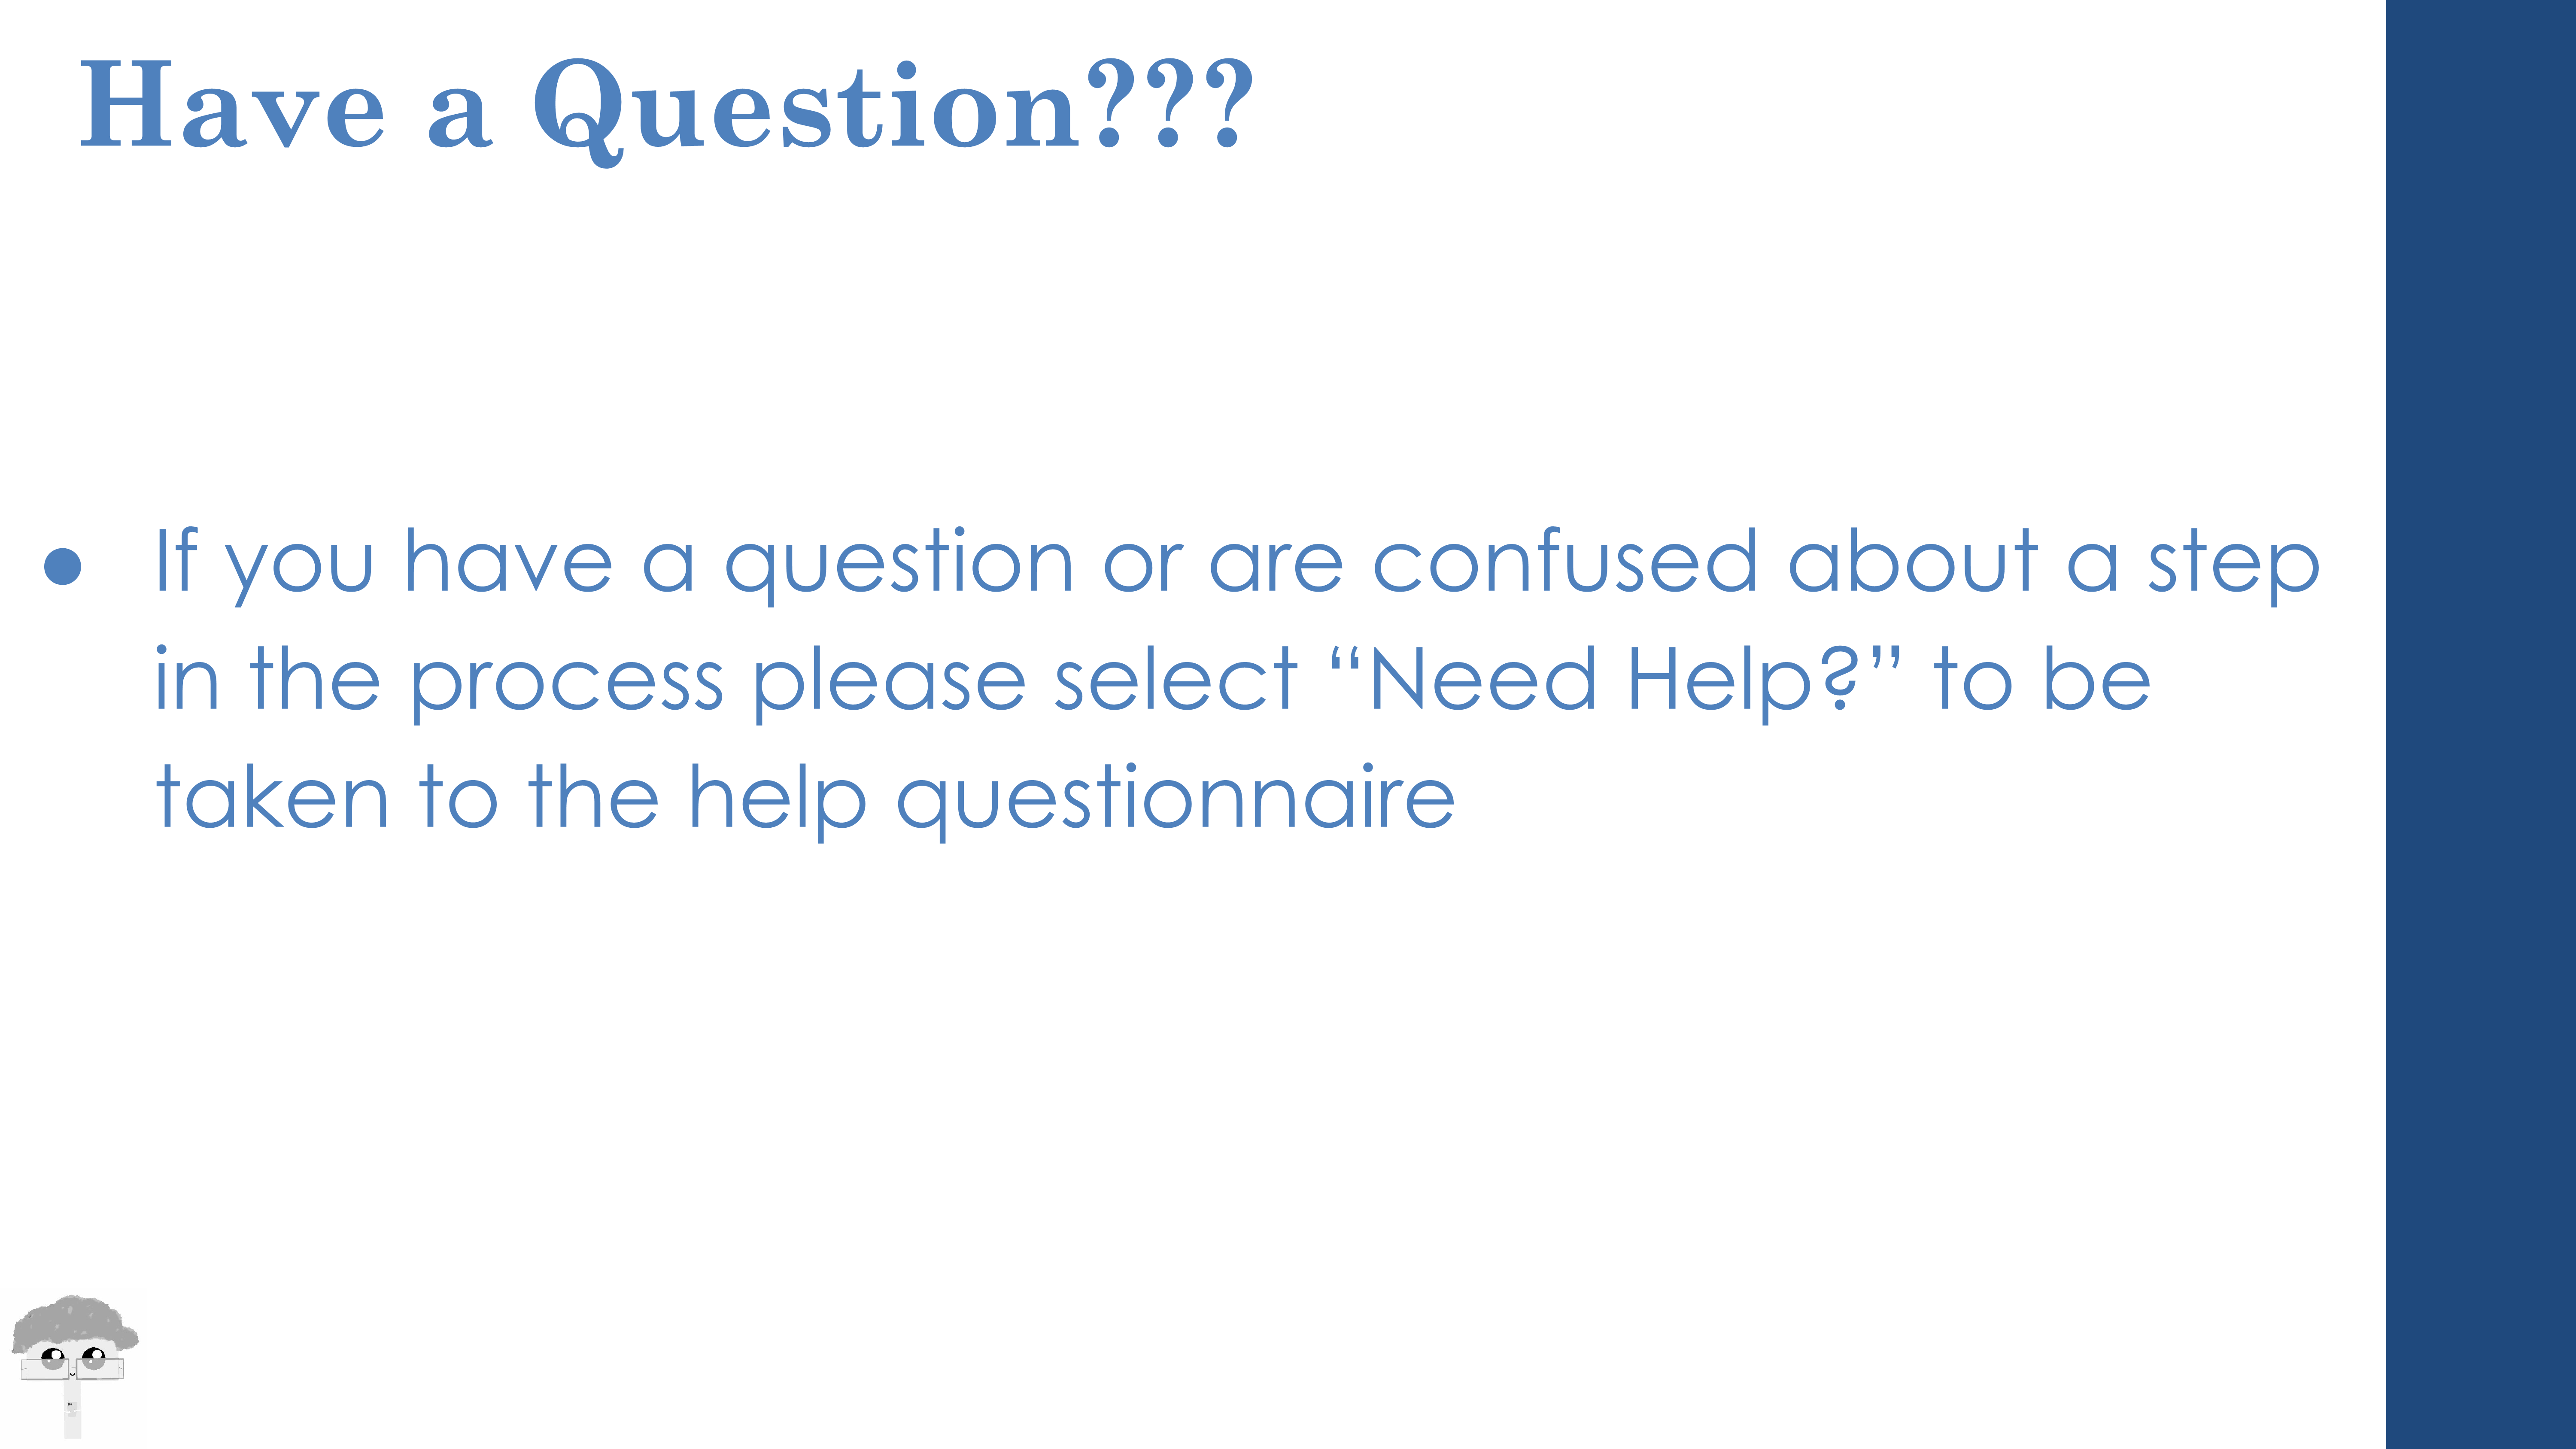 Have a Question???
● If you have a question or are confused about a step
in the process please select “Need Help?” to be
taken to the help questionnaire